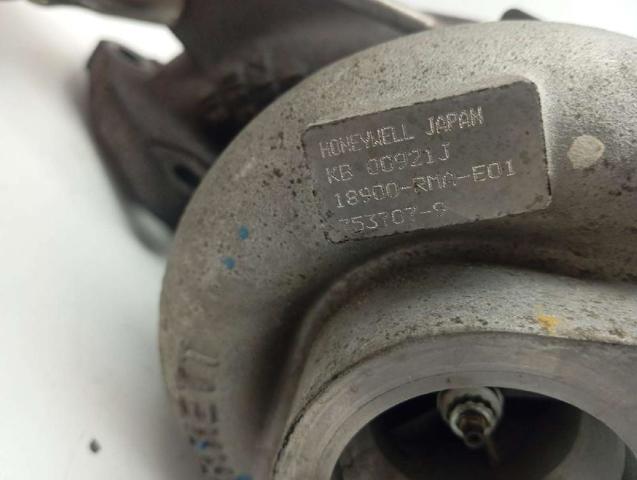 HONEYWELL JAPAN
KB 00921J
18900-RMA-E01
753707-9